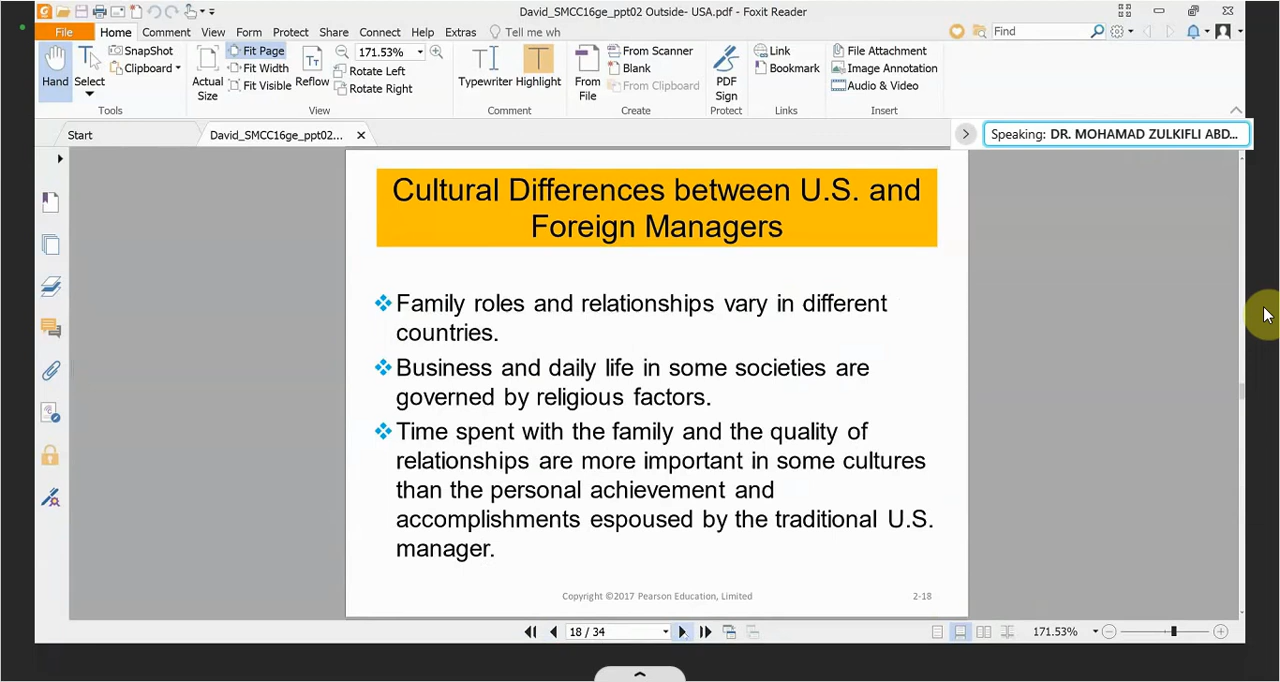 David_SMCC16ge_ppt02 Outside- USA.pdf - Foxit Reader
File Home Comment View Form Protect Share Connect Help Extras Tell me wh Find
Hand Select SnapShot Clipboard Actual Size Fit Page Fit Width Fit Visible Reflow 171.53% Rotate Left Rotate Right Typewriter Highlight From File From Scanner Blank From Clipboard PDF Sign Link Bookmark File Attachment Image Annotation Audio & Video
Tools View Comment Create Protect Links Insert
Start David_SMCC16ge_ppt02... Speaking: DR. MOHAMAD ZULKIFLI ABD...
Cultural Differences between U.S. and
Foreign Managers
Family roles and relationships vary in different
countries.
Business and daily life in some societies are
governed by religious factors.
Time spent with the family and the quality of
relationships are more important in some cultures
than the personal achievement and
accomplishments espoused by the traditional U.S.
manager.
Copyright ©2017 Pearson Education, Limited 2-18
18 / 34 171.53%